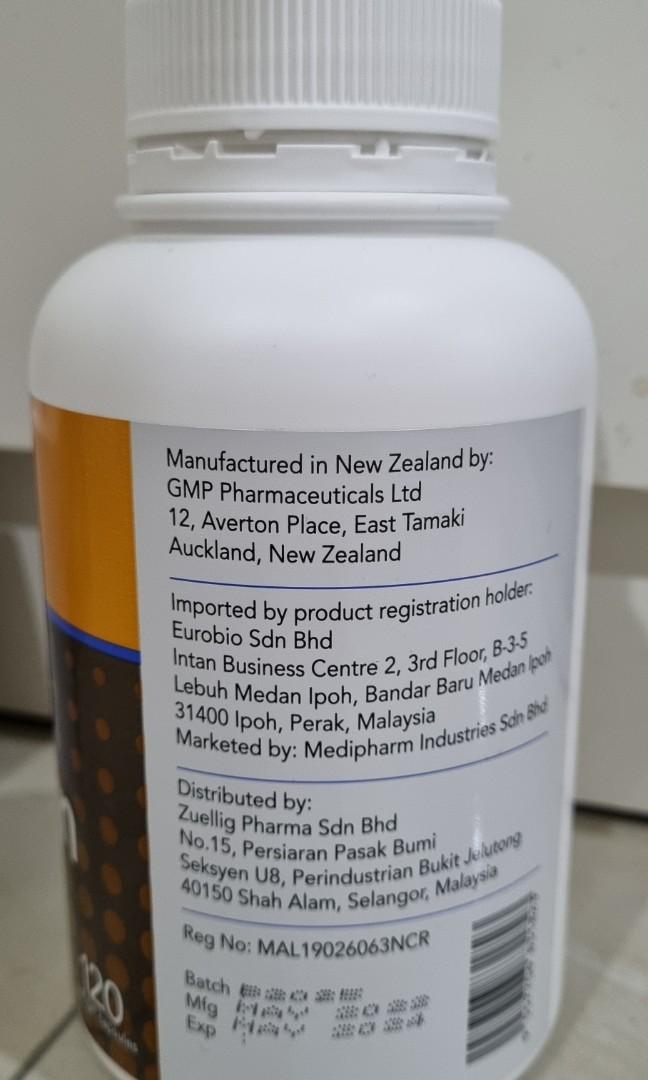 Manufactured in New Zealand by:
GMP Pharmaceuticals Ltd
12, Averton Place, East Tamaki
Auckland, New Zealand
Imported by product registration holder:
Eurobio Sdn Bhd
Intan Business Centre 2, 3rd Floor, B-3-5
Lebuh Medan Ipoh, Bandar Baru Medan Ipoh
31400 Ipoh, Perak, Malaysia
Marketed by: Medipharm Industries Sdn Bhd
Distributed by:
Zuellig Pharma Sdn Bhd
No.15, Persiaran Pasak Bumi
Seksyen U8, Perindustrian Bukit Jelutong
40150 Shah Alam, Selangor, Malaysia
Reg No: MAL19026063NCR
Batch
Mfg May
Exp May
120